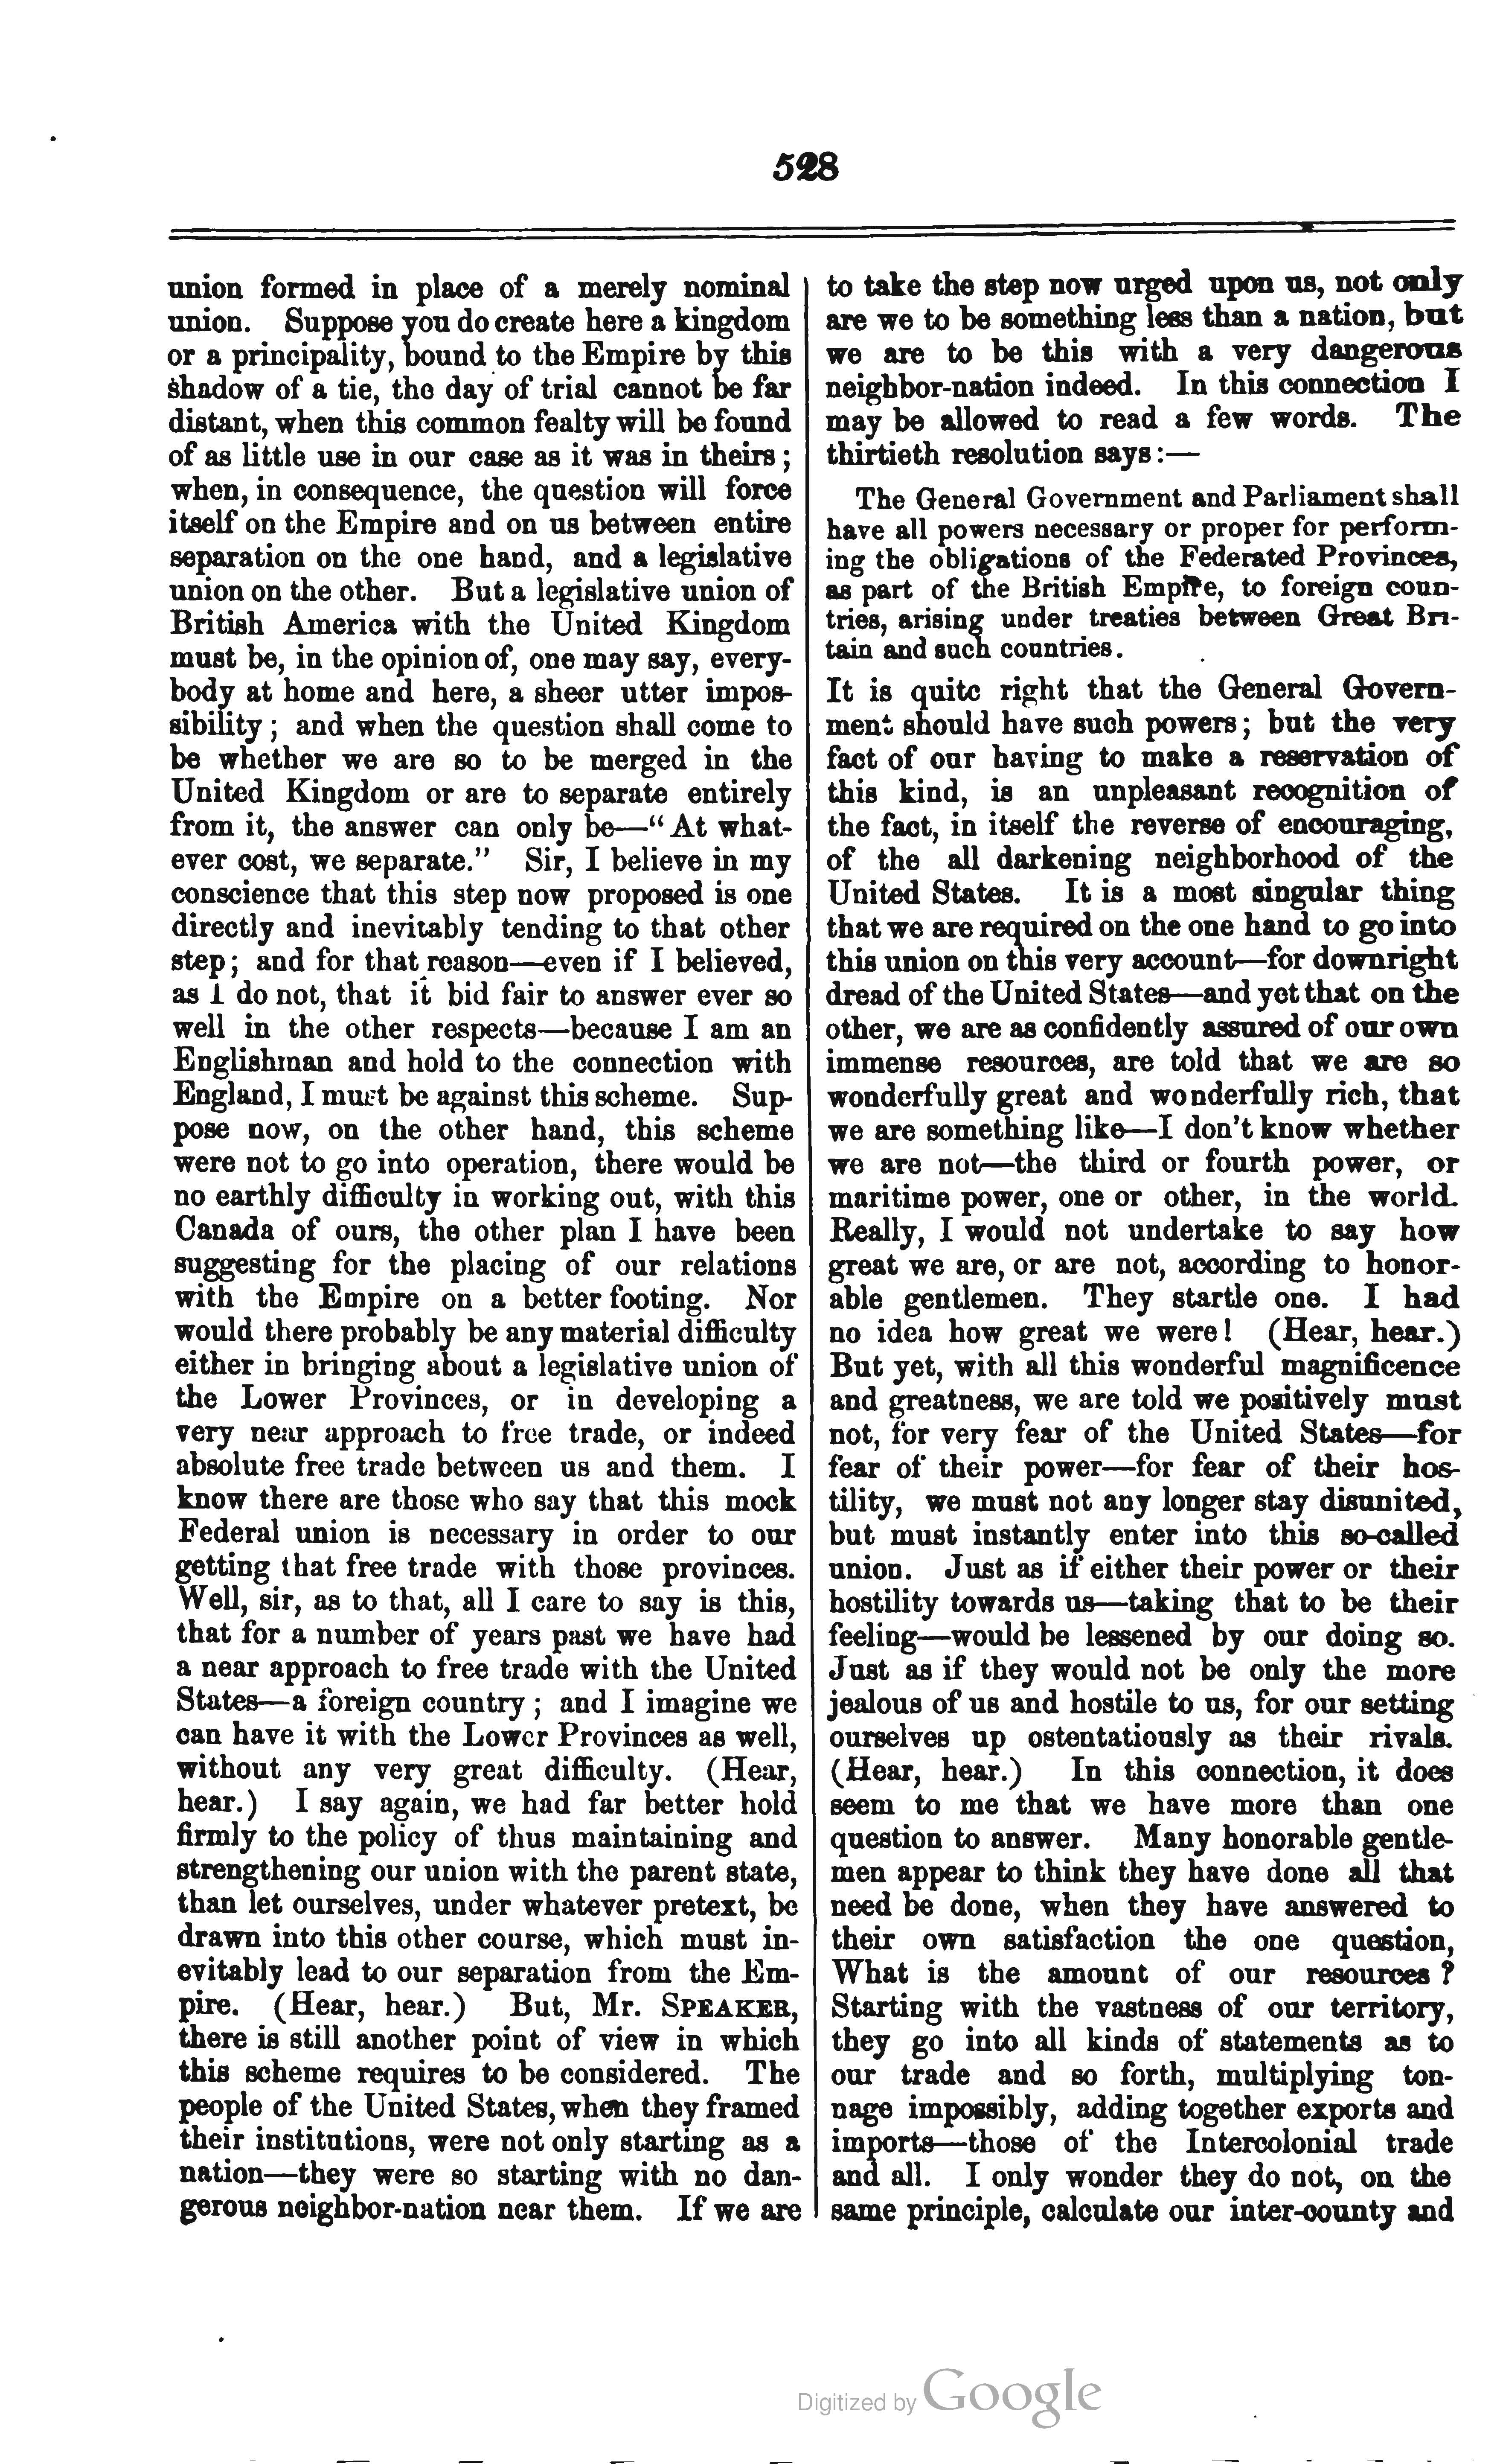 528
union formed in place of a merely nominal
union. Suppose you do create here a kingdom
or a principality, bound to the Empire by this
shadow of a tie, the day of trial cannot be far
distant, when this common fealty will be found
of as little use in our case as it was in theirs;
when, in consequence, the question will force
itself on the Empire and on us between entire
separation on the one hand, and a legislative
union on the other. But a legislative union of
British America with the United Kingdom
must be, in the opinion of, one may say, every-
body at home and here, a sheer utter impos-
sibility; and when the question shall come to
be whether we are so to be merged in the
United Kingdom or are to separate entirely
from it, the answer can only be—"At what-
ever cost, we separate." Sir, I believe in my
conscience that this step now proposed is one
directly and inevitably tending to that other
step; and for that reason—even if I believed,
as I do not, that it bid fair to answer ever so
well in the other respects—because I am an
Englishman and hold to the connection with
England, I must be against this scheme. Sup-
pose now, on the other hand, this scheme
were not to go into operation, there would be
no earthly difficulty in working out, with this
Canada of ours, the other plan I have been
suggesting for the placing of our relations
with the Empire on a better footing. Nor
would there probably be any material difficulty
either in bringing about a legislative union of
the Lower Provinces, or in developing a
very near approach to free trade, or indeed
absolute free trade between us and them. I
know there are those who say that this mock
Federal union is necessary in order to our
getting that free trade with those provinces.
Well, sir, as to that, all I care to say is this,
that for a number of years past we have had
a near approach to free trade with the United
States—a foreign country; and I imagine we
can have it with the Lower Provinces as well,
without any very great difficulty. (Hear,
hear.) I say again, we had far better hold
firmly to the policy of thus maintaining and
strengthening our union with the parent state,
than let ourselves, under whatever pretext, be
drawn into this other course, which must in-
evitably lead to our separation from the Em-
pire. (Hear, hear.) But, Mr. SPEAKER,
there is still another point of view in which
this scheme requires to be considered. The
people of the United States, when they framed
their institutions, were not only starting as a
nation—they were so starting with no dan-
gerous neighbor-nation near them. If we are
to take the step now urged upon us, not only
are we to be something less than a nation, but
we are to be this with a very dangerous
neighbor-nation indeed. In this connection I
may be allowed to read a few words. The
thirtieth resolution says:—
The General Government and Parliament shall
have all powers necessary or proper for perform-
ing the obligations of the Federated Provinces,
as part of the British Empire, to foreign coun-
tries, arising under treaties between Great Bri-
tain and such countries.
It is quite right that the General Govern-
ment should have such powers; but the very
fact of our having to make a reservation of
this kind, is an unpleasant recognition of
the fact, in itself the reverse of encouraging,
of the all darkening neighborhood of the
United States. It is a most singular thing
that we are required on the one hand to go into
this union on this very account—for downright
dread of the United States—and yet that on the
other, we are as confidently assured of our own
immense resources, are told that we are so
wonderfully great and wonderfully rich, that
we are something like—I don't know whether
we are not—the third or fourth power, or
maritime power, one or other, in the world.
Really, I would not undertake to say how
great we are, or are not, according to honor-
able gentlemen. They startle one. I had
no idea how great we were! (Hear, hear.)
But yet, with all this wonderful magnificence
and greatness, we are told we positively must
not, for very fear of the United States—for
fear of their power—for fear of their hos-
tility, we must not any longer stay disunited,
but must instantly enter into this so-called
union. Just as if either their power or their
hostility towards us—taking that to be their
feeling—would be lessened by our doing so.
Just as if they would not be only the more
jealous of us and hostile to us, for our setting
ourselves up ostentatiously as their rivals.
(Hear, hear.) In this connection, it does
seem to me that we have more than one
question to answer. Many honorable gentle-
men appear to think they have done all that
need be done, when they have answered to
their own satisfaction the one question,
What is the amount of our resources?
Starting with the vastness of our territory,
they go into all kinds of statements as to
our trade and so forth, multiplying ton-
nage impossibly, adding together exports and
imports—those of the Intercolonial trade
and all. I only wonder they do not, on the
same principle, calculate our inter-county and
Digitized by Google